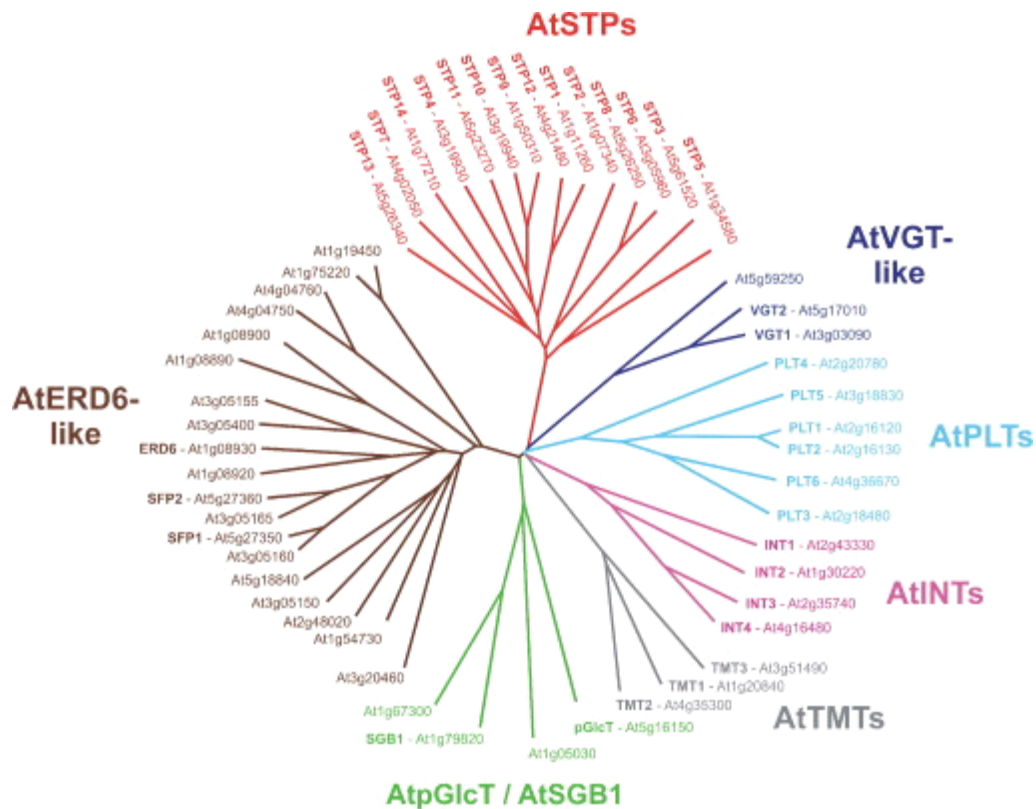 AtSTPs
STP13 - At5g26340
STP7 - At4g02050
STP14 - At1g77210
STP4 - At3g19930
STP11 - At5g23270
STP10 - At3g19940
STP9 - At1g50310
STP12 - At4g21480
STP1 - At1g11260
STP2 - At1g07340
STP8 - At5g26250
STP6 - At3g05960
STP3 - At5g61520
STP5 - At1g34580
AtVGT-
like
At5g59250
VGT2 - At5g17010
VGT1 - At3g03090
AtPLTs
PLT4 - At2g20780
PLT5 - At3g18830
PLT1 - At2g16120
PLT2 - At2g16130
PLT6 - At4g36670
PLT3 - At2g18480
AtINTs
INT1 - At2g43330
INT2 - At1g30220
INT3 - At2g35740
INT4 - At4g16480
AtTMTs
TMT3 - At3g51490
TMT1 - At1g20840
TMT2 - At4g35300
AtpGlcT / AtSGB1
pGlcT - At5g16150
At1g05030
SGB1 - At1g79820
At1g67300
AtERD6-
like
At1g19450
At1g75220
At4g04760
At4g04750
At1g08900
At1g08890
At3g05155
At3g05400
ERD6 - At1g08930
At1g08920
SFP2 - At5g27360
At3g05165
SFP1 - At5g27350
At3g05160
At5g18840
At3g05150
At2g48020
At1g54730
At3g20460